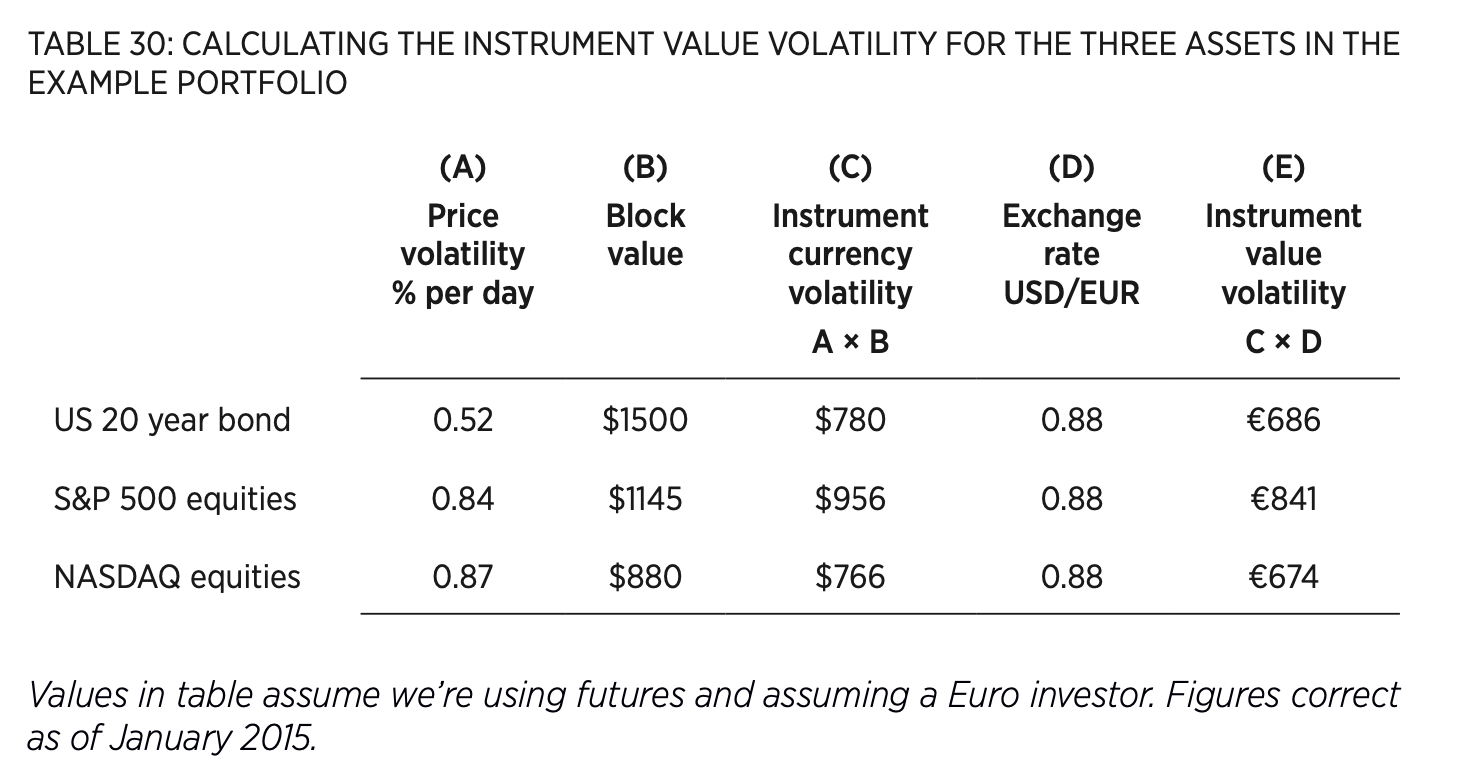 TABLE 30: CALCULATING THE INSTRUMENT VALUE VOLATILITY FOR THE THREE ASSETS IN THE
EXAMPLE PORTFOLIO
(A) (B) (C) (D) (E)
Price Block Instrument Exchange Instrument
volatility value currency rate value
% per day volatility USD/EUR volatility
A × B C × D
US 20 year bond 0.52 $1500 $780 0.88 €686
S&P 500 equities 0.84 $1145 $956 0.88 €841
NASDAQ equities 0.87 $880 $766 0.88 €674
Values in table assume we’re using futures and assuming a Euro investor. Figures correct
as of January 2015.